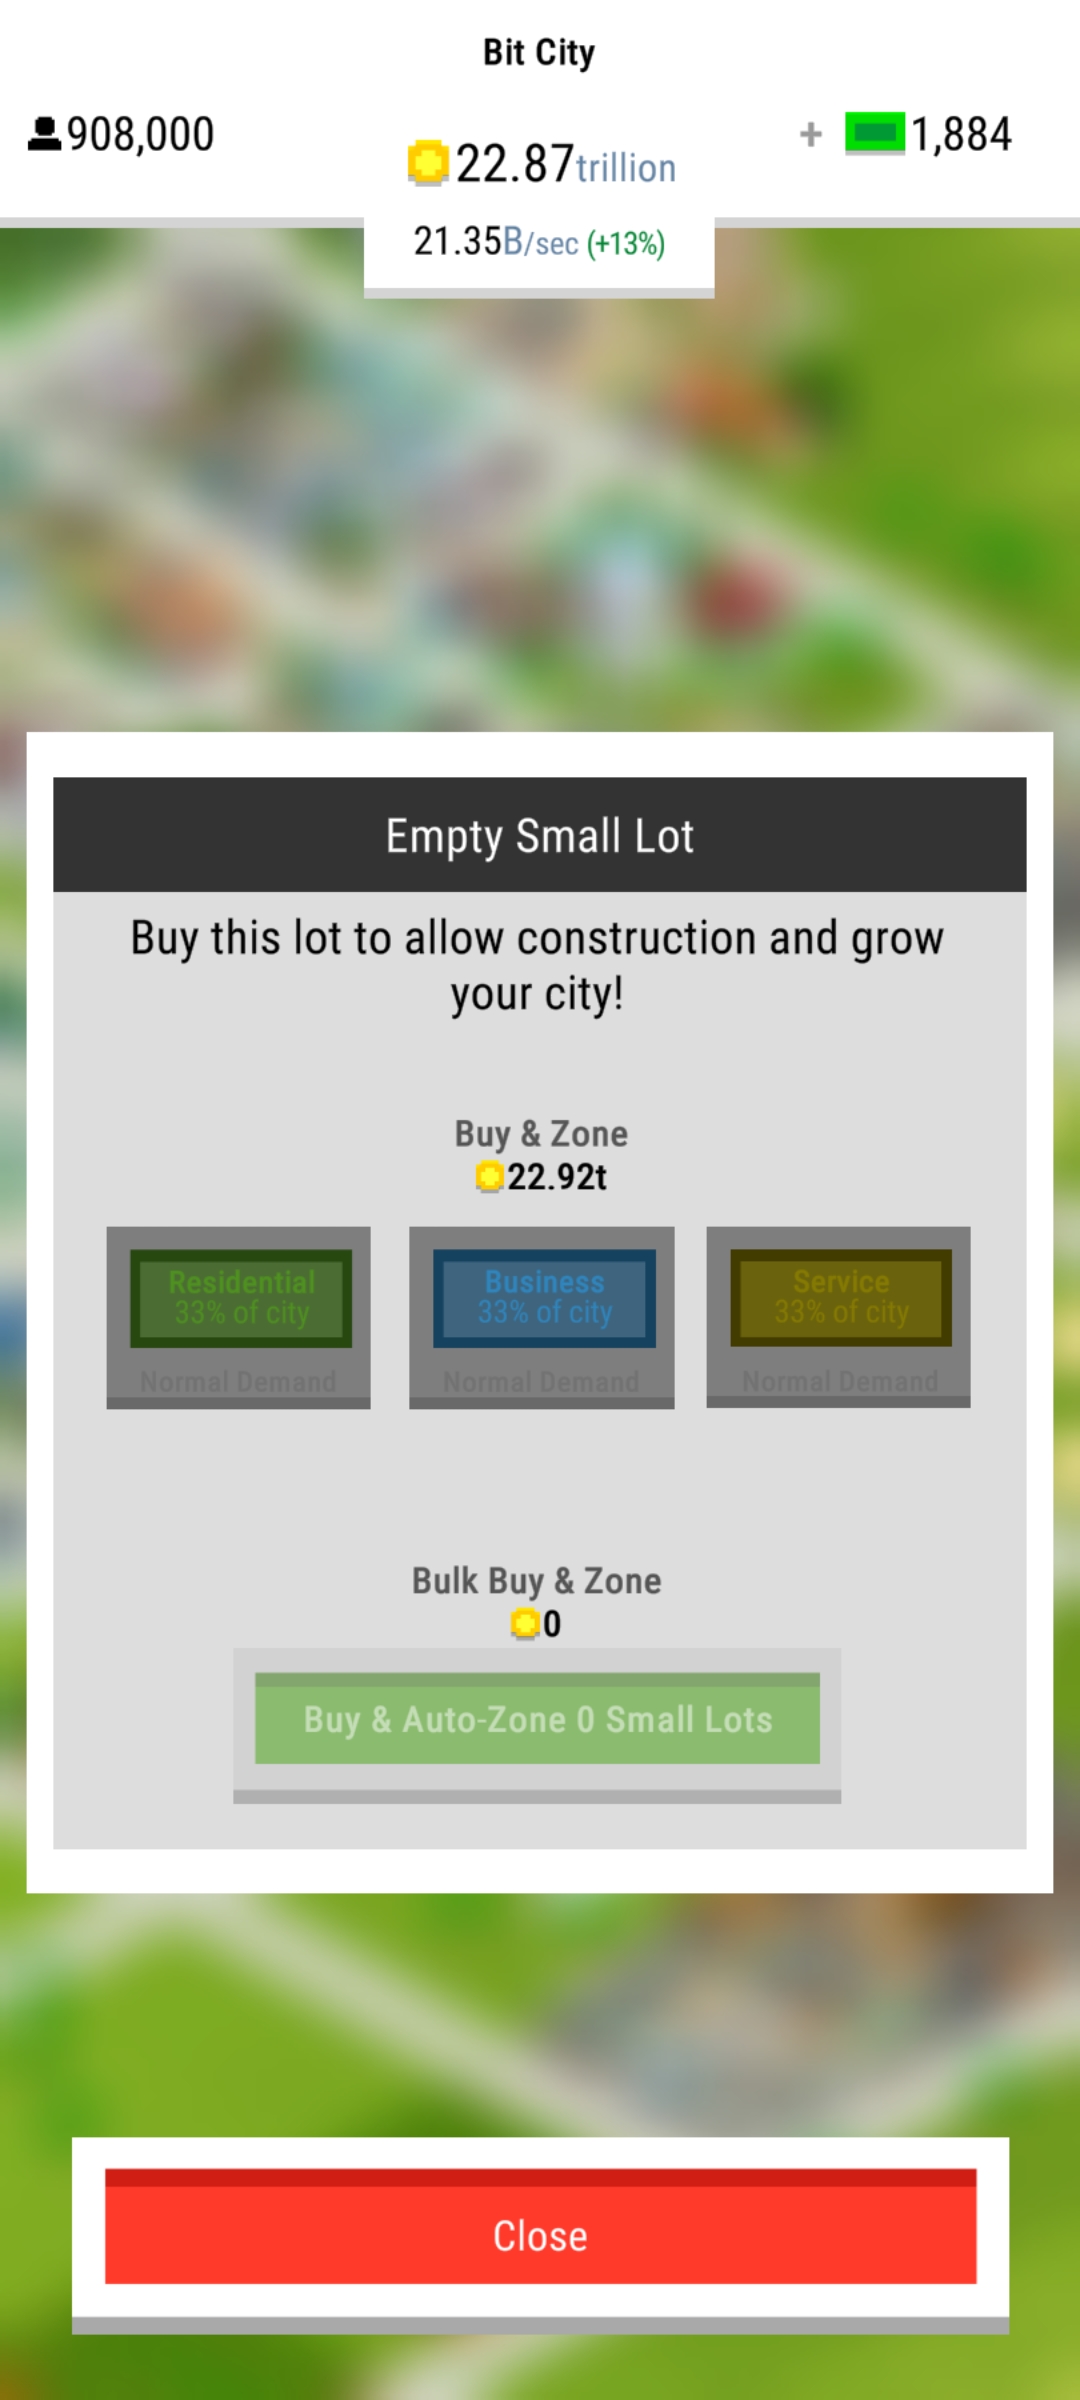 Bit City
908,000
22.87trillion
+ 1,884
21.35B/sec (+13%)
Empty Small Lot
Buy this lot to allow construction and grow
your city!
Buy & Zone
22.92t
Residential
33% of city
Normal Demand
Business
33% of city
Normal Demand
Service
33% of city
Normal Demand
Bulk Buy & Zone
0
Buy & Auto-Zone 0 Small Lots
Close